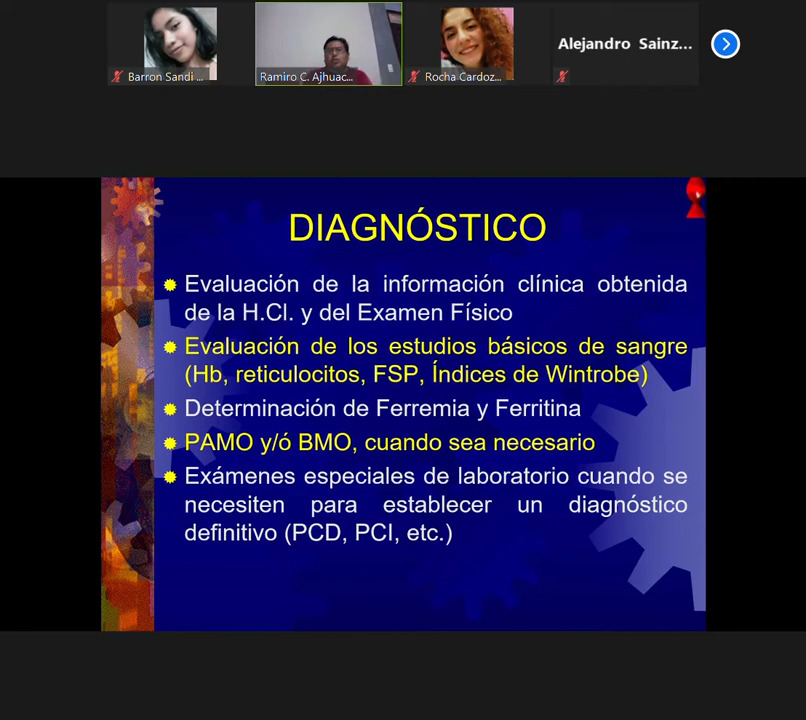 Barron Sandi ...
Ramiro C. Ajhuac...
Rocha Cardoz...
Alejandro Sainz...
DIAGNÓSTICO
Evaluación de la información clínica obtenida
de la H.Cl. y del Examen Físico
Evaluación de los estudios básicos de sangre
(Hb, reticulocitos, FSP, Índices de Wintrobe)
Determinación de Ferremia y Ferritina
PAMO y/ó BMO, cuando sea necesario
Exámenes especiales de laboratorio cuando se
necesiten para establecer un diagnóstico
definitivo (PCD, PCI, etc.)